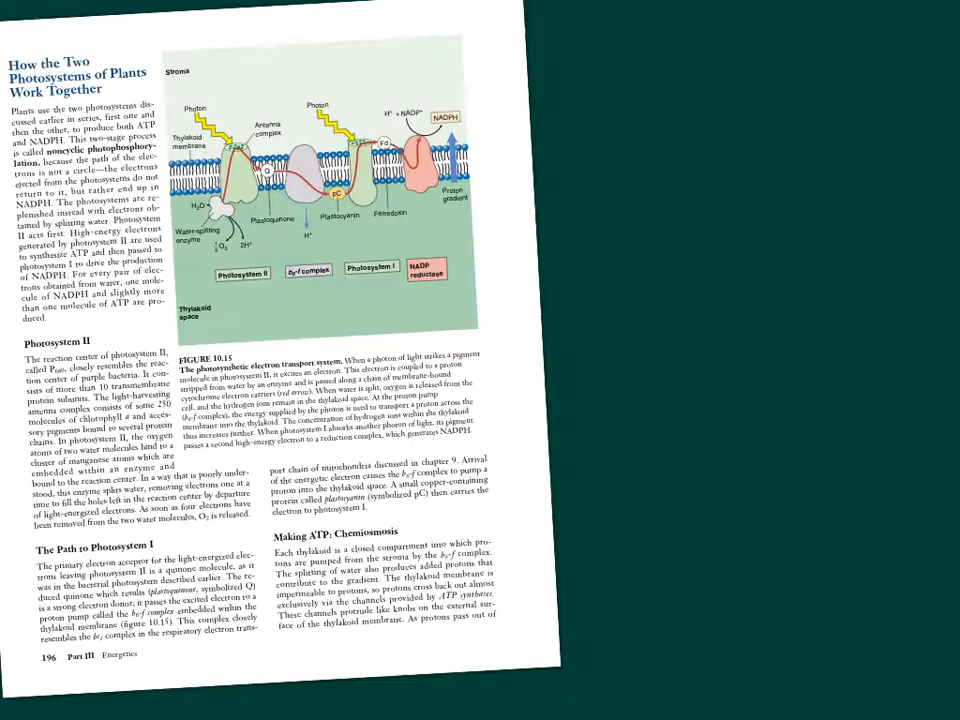 How the Two
Photosystems of Plants
Work Together
Plants use the two photosystems dis-
cussed earlier in series, first one and
then the other, to produce both ATP
and NADPH. This two-stage process
is called noncyclic photophosphory-
lation, because the path of the elec-
trons is not a circle—the electrons
ejected from the photosystems do not
return to it, but rather end up in
NADPH. The photosystems are re-
plenished instead with electrons ob-
tained by splitting water. Photosystem
II acts first. High-energy electrons
generated by photosystem II are used
to synthesize ATP and then passed to
photosystem I to drive the production
of NADPH. For every pair of elec-
trons obtained from water, one mole-
cule of NADPH and slightly more
than one molecule of ATP are pro-
duced.
Photosystem II
The reaction center of photosystem II,
called P680, closely resembles the reac-
tion center of purple bacteria. It con-
sists of more than 10 transmembrane
protein subunits. The light-harvesting
antenna complex consists of some 250
molecules of chlorophyll a and acces-
sory pigments bound to several protein
chains. In photosystem II, the oxygen
atoms of two water molecules bind to a
cluster of manganese atoms which are
embedded within an enzyme and
bound to the reaction center. In a way that is poorly under-
stood, this enzyme splits water, removing electrons one at a
time to fill the holes left in the reaction center by departure
of light-energized electrons. As soon as four electrons have
been removed from the two water molecules, O2 is released.
The Path to Photosystem I
The primary electron acceptor for the light-energized elec-
trons leaving photosystem II is a quinone molecule, as it
was in the bacterial photosystem described earlier. The re-
duced quinone which results (plastoquinone, symbolized Q)
is a strong electron donor; it passes the excited electron to a
proton pump called the b6-f complex embedded within the
thylakoid membrane (figure 10.15). This complex closely
resembles the bc1 complex in the respiratory electron trans-
Stroma
Photon
Antenna
complex
Thylakoid
membrane
Photon
H+ + NADP+
NADPH
Fd
Q
pC
H2O
Water-splitting
enzyme
½O2
2H+
Plastoquinone
H+
Plastocyanin
Ferredoxin
Proton
gradient
Photosystem II
b6-f complex
Photosystem I
NADP
reductase
Thylakoid
space
FIGURE 10.15
The photosynthetic electron transport system. When a photon of light strikes a pigment
molecule in photosystem II, it excites an electron. This electron is coupled to a proton
stripped from water by an enzyme and is passed along a chain of membrane-bound
cytochrome electron carriers (red arrow). When water is split, oxygen is released from the
cell, and the hydrogen ions remain in the thylakoid space. At the proton pump
(b6-f complex), the energy supplied by the photon is used to transport a proton across the
membrane into the thylakoid. The concentration of hydrogen ions within the thylakoid
thus increases further. When photosystem I absorbs another photon of light, its pigment
passes a second high-energy electron to a reduction complex, which generates NADPH.
port chain of mitochondria discussed in chapter 9. Arrival
of the energetic electron causes the b6-f complex to pump a
proton into the thylakoid space. A small copper-containing
protein called plastocyanin (symbolized pC) then carries the
electron to photosystem I.
Making ATP: Chemiosmosis
Each thylakoid is a closed compartment into which pro-
tons are pumped from the stroma by the b6-f complex.
The splitting of water also produces added protons that
contribute to the gradient. The thylakoid membrane is
impermeable to protons, so protons cross back out almost
exclusively via the channels provided by ATP synthases.
These channels protrude like knobs on the external sur-
face of the thylakoid membrane. As protons pass out of
196 Part III Energetics